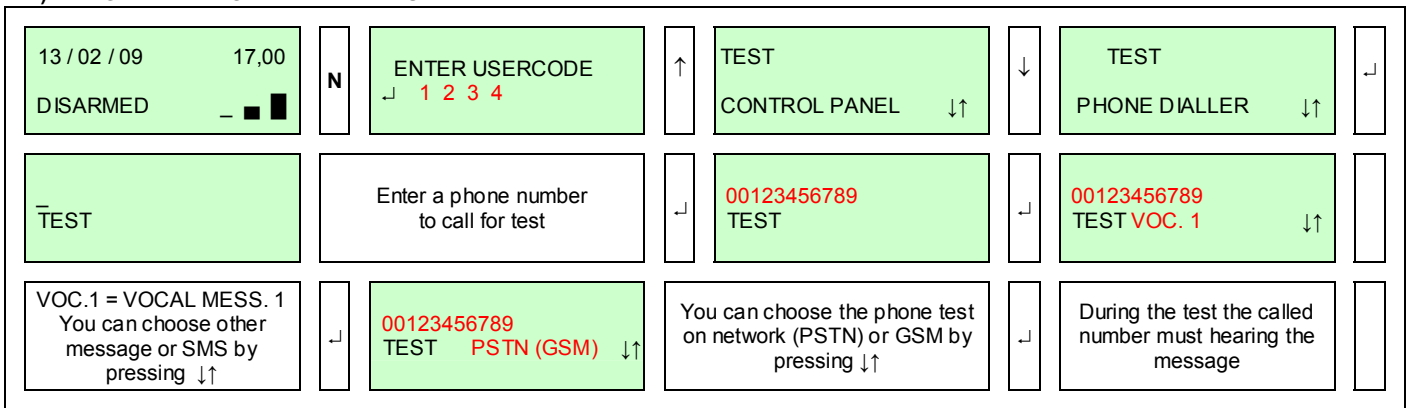 13 / 02 / 09 17,00
DISARMED _
N
ENTER USERCODE
↵ 1 2 3 4
↑
TEST
CONTROL PANEL ↓↑
↓
TEST
PHONE DIALLER ↓↑
↵
_
TEST
Enter a phone number
to call for test
↵
00123456789
TEST
↵
00123456789
TEST VOC. 1 ↓↑
VOC.1 = VOCAL MESS. 1
You can choose other
message or SMS by
pressing ↓↑
↵
00123456789
TEST PSTN (GSM) ↓↑
You can choose the phone test
on network (PSTN) or GSM by
pressing ↓↑
↵
During the test the called
number must hearing the
message